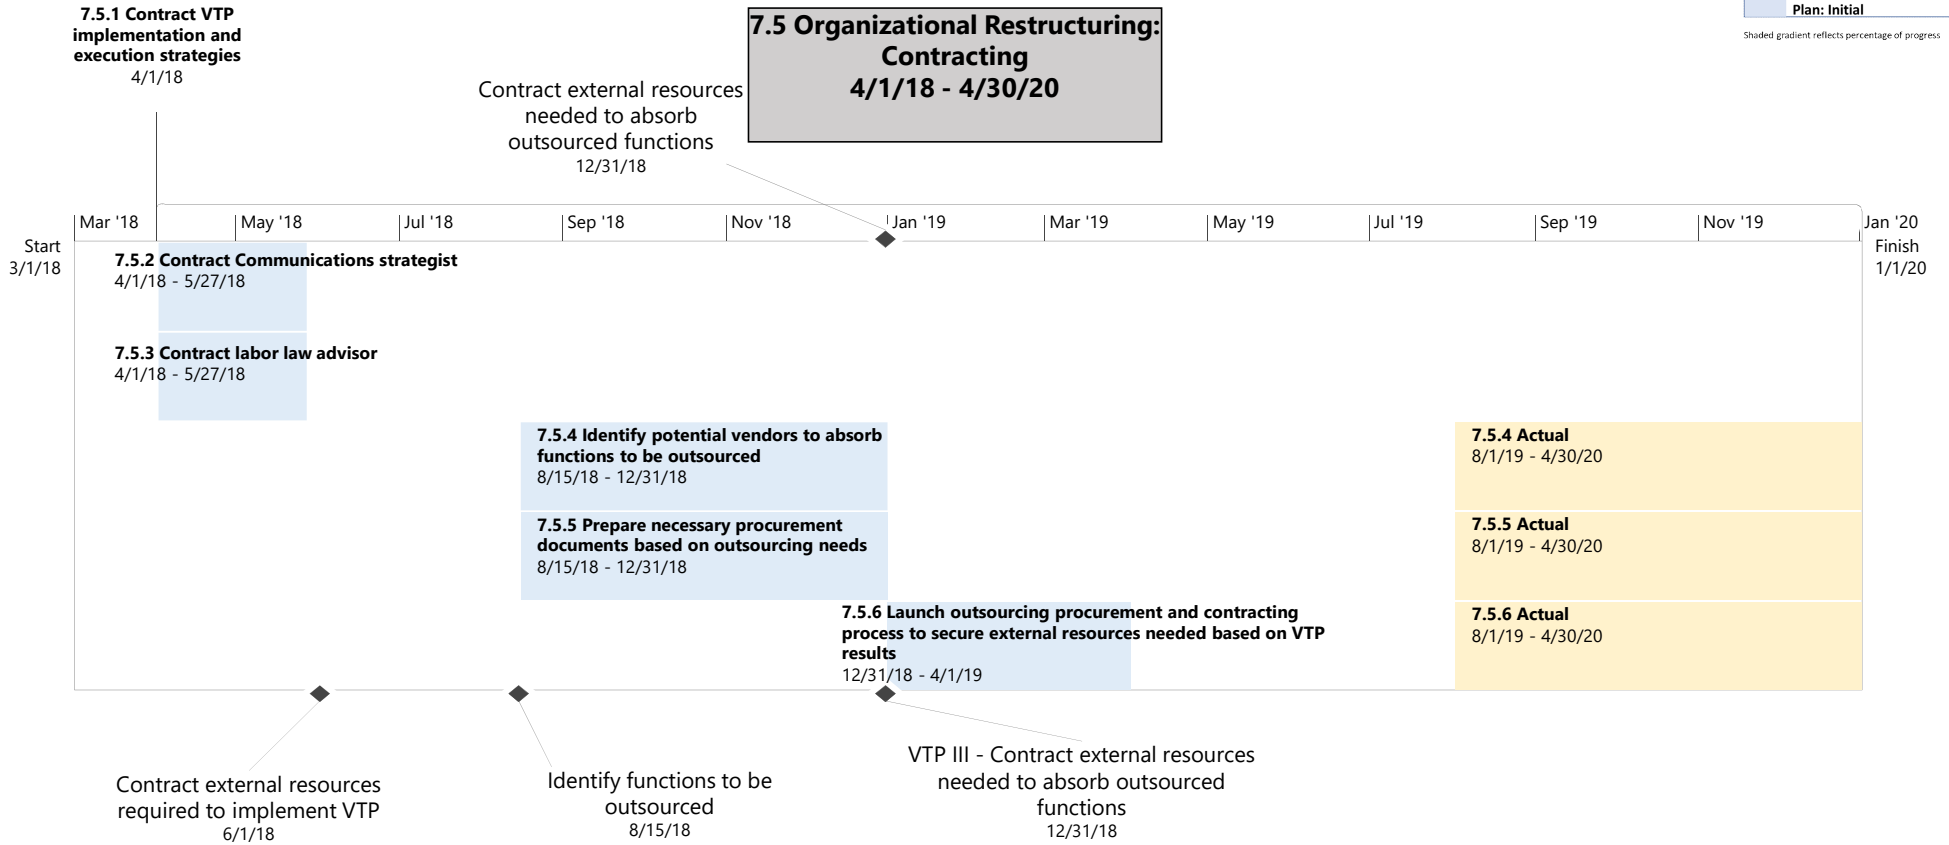 7.5.1 Contract VTP
implementation and
execution strategies
4/1/18
7.5 Organizational Restructuring:
Contracting
4/1/18 - 4/30/20
Plan: Initial
Shaded gradient reflects percentage of progress
Contract external resources
needed to absorb
outsourced functions
12/31/18
Mar '18
May '18
Jul '18
Sep '18
Nov '18
Jan '19
Mar '19
May '19
Jul '19
Sep '19
Nov '19
Jan '20
Start
3/1/18
Finish
1/1/20
7.5.2 Contract Communications strategist
4/1/18 - 5/27/18
7.5.3 Contract labor law advisor
4/1/18 - 5/27/18
7.5.4 Identify potential vendors to absorb
functions to be outsourced
8/15/18 - 12/31/18
7.5.4 Actual
8/1/19 - 4/30/20
7.5.5 Prepare necessary procurement
documents based on outsourcing needs
8/15/18 - 12/31/18
7.5.5 Actual
8/1/19 - 4/30/20
7.5.6 Launch outsourcing procurement and contracting
process to secure external resources needed based on VTP
results
12/31/18 - 4/1/19
7.5.6 Actual
8/1/19 - 4/30/20
Contract external resources
required to implement VTP
6/1/18
Identify functions to be
outsourced
8/15/18
VTP III - Contract external resources
needed to absorb outsourced
functions
12/31/18